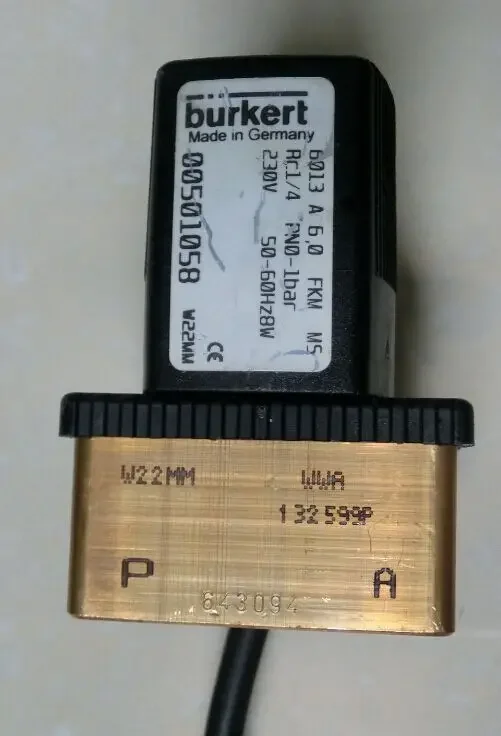 bürkert
Made in Germany
6013 A 6,0 FKM MS
Rc1/4 PN0-1bar
230V 50-60Hz8W
00501058 W22MM
CE
W22MM WWA
132599P
P A
643094